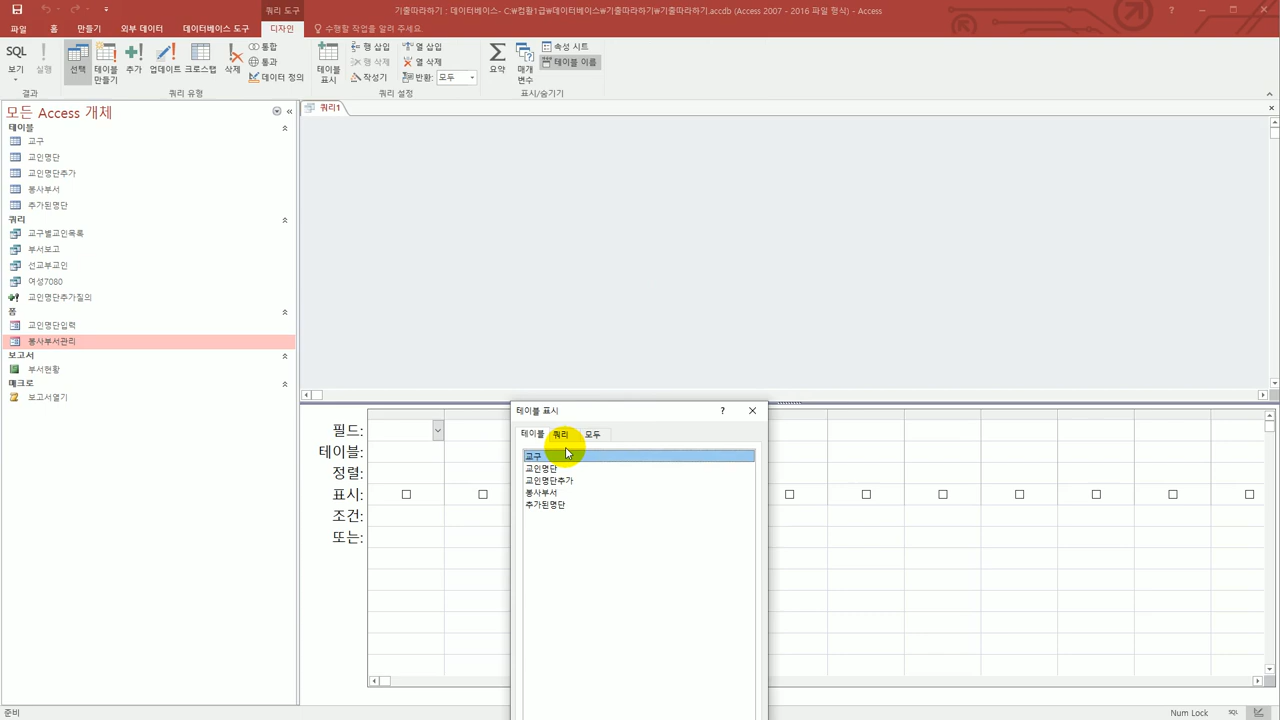 쿼리 도구
기출따라하기 : 데이터베이스- C:₩컴활1급₩데이터베이스₩기출따라하기₩기출따라하기.accdb (Access 2007 - 2016 파일 형식) - Access
파일 홈 만들기 외부 데이터 데이터베이스 도구 디자인 수행할 작업을 알려 주세요.
SQL
보기 실행 선택 테이블 만들기 추가 업데이트 크로스탭 삭제 통합 통과 데이터 정의
테이블 표시 행 삽입 행 삭제 작성기 열 삽입 열 삭제 반환: 모두
요약 매개 변수 속성 시트 테이블 이름
결과 쿼리 유형 쿼리 설정 표시/숨기기
모든 Access 개체
테이블
교구
교인명단
교인명단추가
봉사부서
추가된명단
쿼리
교구별교인목록
부서보고
선교부교인
여성7080
교인명단추가질의
폼
교인명단입력
봉사부서관리
보고서
부서현황
매크로
보고서열기
쿼리1
필드:
테이블:
정렬:
표시:
조건:
또는:
테이블 표시
테이블 쿼리 모두
교구
교인명단
교인명단추가
봉사부서
추가된명단
준비
Num Lock SQL